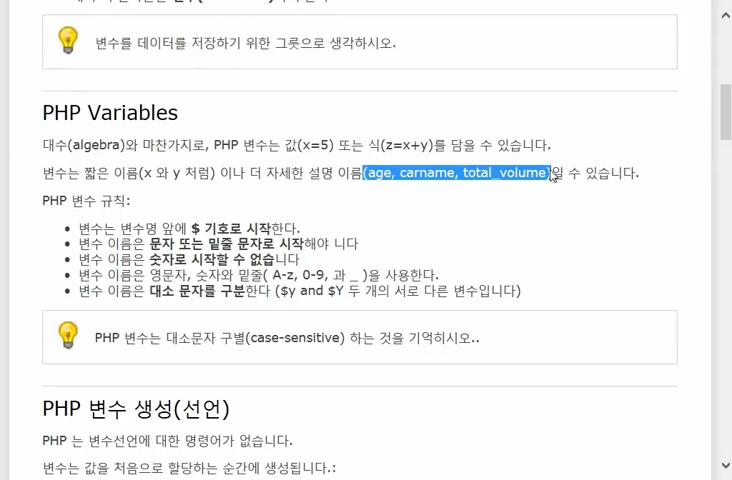 변수를 데이터를 저장하기 위한 그릇으로 생각하시오.
PHP Variables
대수(algebra)와 마찬가지로, PHP 변수는 값(x=5) 또는 식(z=x+y)를 담을 수 있습니다.
변수는 짧은 이름(x 와 y 처럼) 이나 더 자세한 설명 이름(age, carname, total_volume)일 수 있습니다.
PHP 변수 규칙:
변수는 변수명 앞에 $ 기호로 시작한다.
변수 이름은 문자 또는 밑줄 문자로 시작해야 니다
변수 이름은 숫자로 시작할 수 없습니다
변수 이름은 영문자, 숫자와 밑줄( A-z, 0-9, 과 _ )을 사용한다.
변수 이름은 대소 문자를 구분한다 ($y and $Y 두 개의 서로 다른 변수입니다)
PHP 변수는 대소문자 구별(case-sensitive) 하는 것을 기억히시오..
PHP 변수 생성(선언)
PHP 는 변수선언에 대한 명령어가 없습니다.
변수는 값을 처음으로 할당하는 순간에 생성됩니다.: